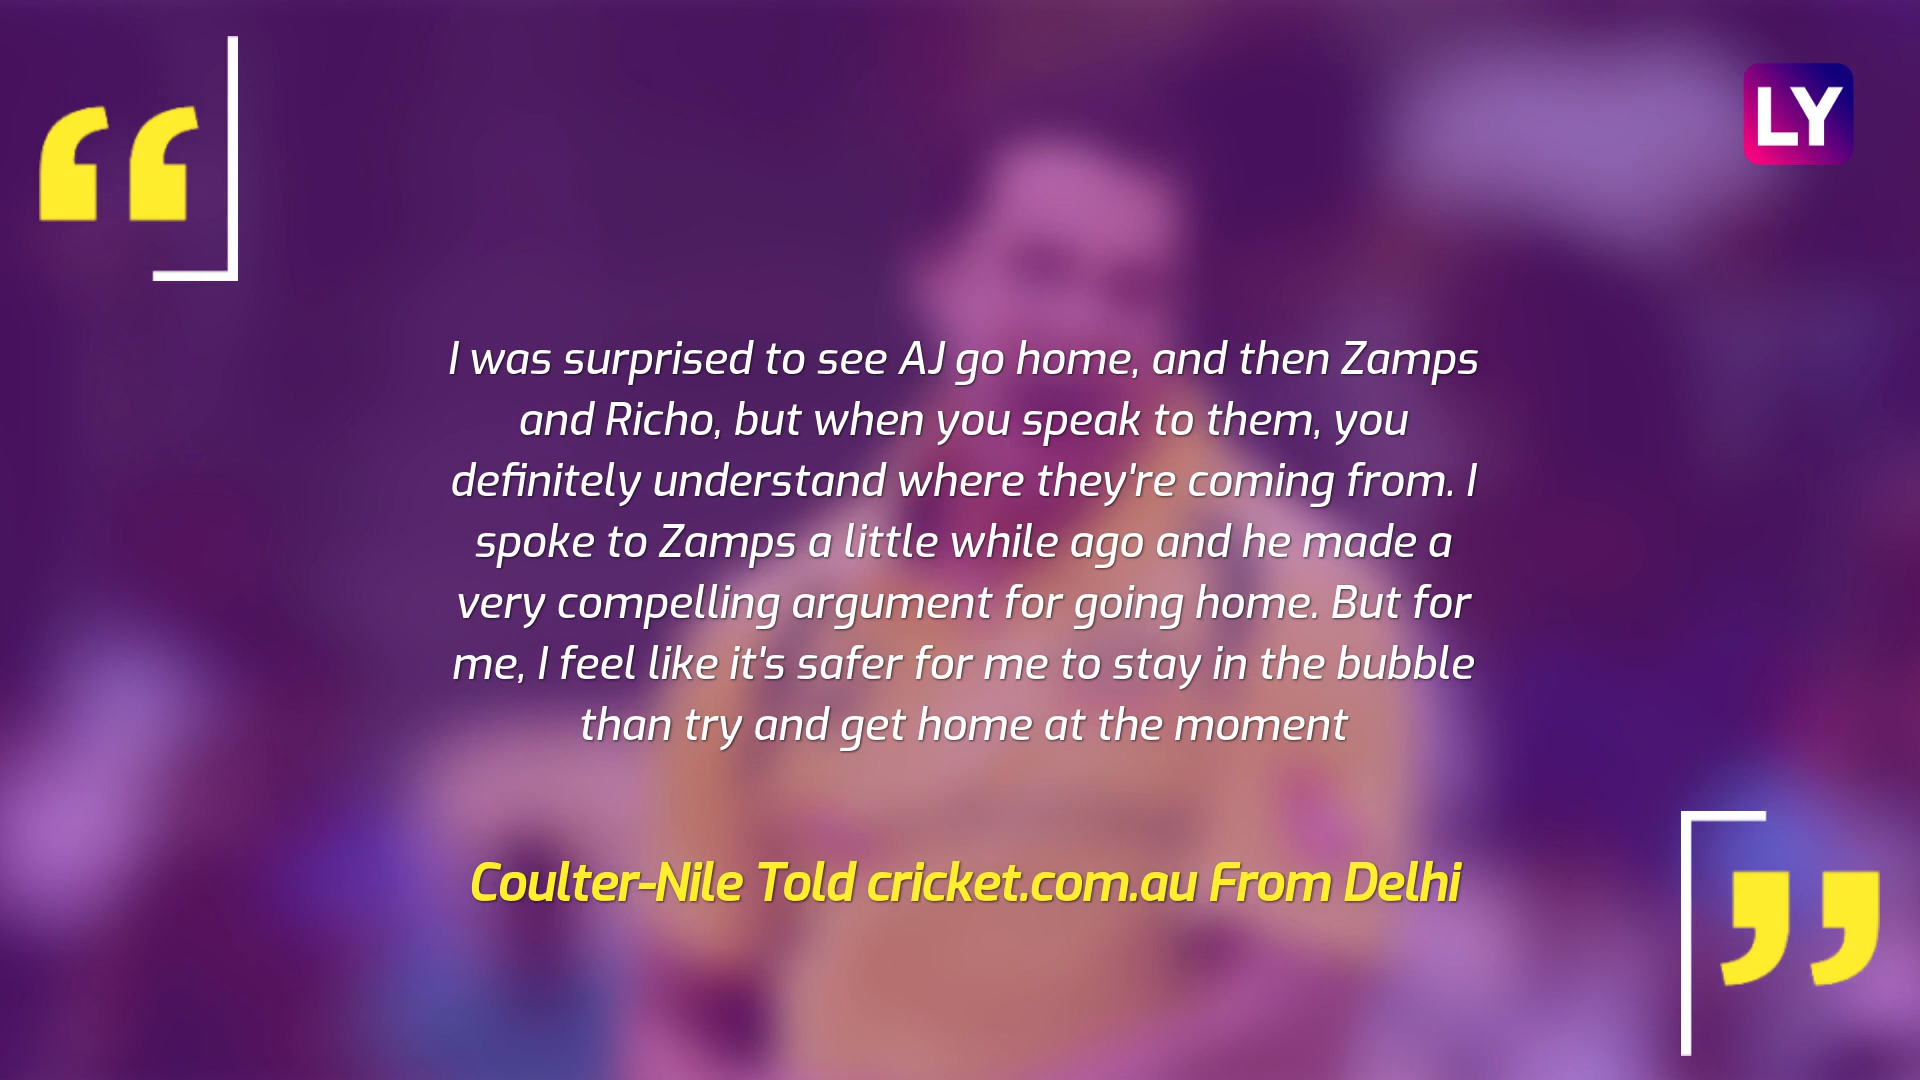 LY
I was surprised to see AJ go home, and then Zamps
and Richo, but when you speak to them, you
definitely understand where they're coming from. I
spoke to Zamps a little while ago and he made a
very compelling argument for going home. But for
me, I feel like it's safer for me to stay in the bubble
than try and get home at the moment
Coulter-Nile Told cricket.com.au From Delhi